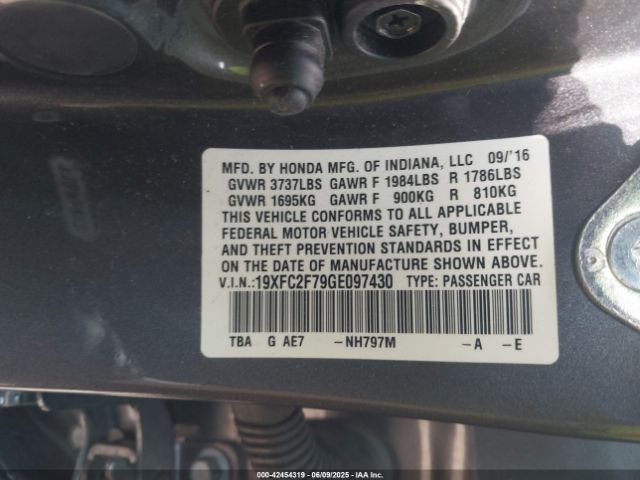 MFD. BY HONDA MFG. OF INDIANA, LLC 09/'16
GVWR 3737LBS GAWR F 1984LBS R 1786LBS
GVWR 1695KG GAWR F 900KG R 810KG
THIS VEHICLE CONFORMS TO ALL APPLICABLE
FEDERAL MOTOR VEHICLE SAFETY, BUMPER,
AND THEFT PREVENTION STANDARDS IN EFFECT
ON THE DATE OF MANUFACTURE SHOWN ABOVE.
V.I.N.:19XFC2F79GE097430 TYPE: PASSENGER CAR
TBA G AE7 -NH797M -A -E
000-42454319 - 06/09/2025 - IAA Inc.